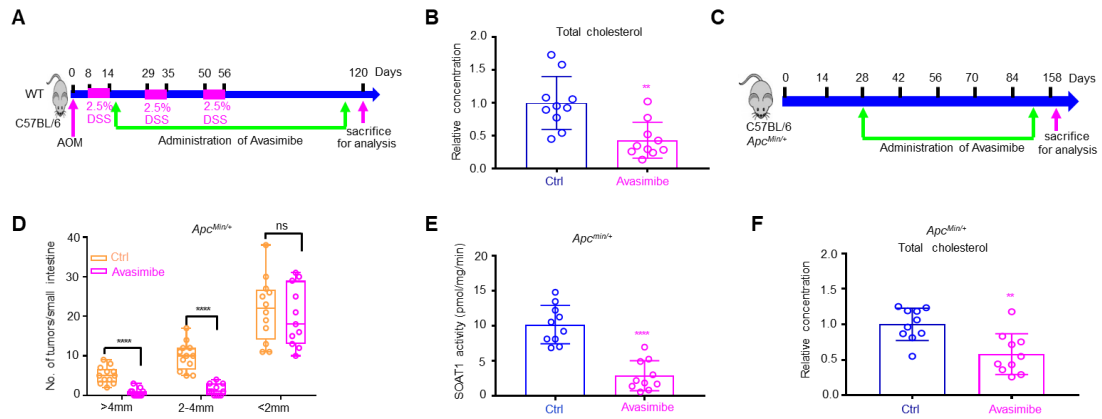 A
0 8 14 29 35 50 56 120 Days
WT
2.5% 2.5% 2.5%
DSS DSS DSS
C57BL/6
AOM
Administration of Avasimibe
sacrifice
for analysis
B
Total cholesterol
Relative concentration
2.0
1.5
1.0
0.5
0.0
**
Ctrl Avasimibe
C
0 14 28 42 56 70 84 158 Days
C57BL/6
Apc^Min/+
Administration of Avasimibe
sacrifice
for analysis
D
Apc^Min/+
No. of tumors/small intestine
40
30
20
10
0
Ctrl
Avasimibe
****
****
ns
>4mm 2-4mm <2mm
E
Apc^min/+
SOAT1 activity (pmol/mg/min)
20
15
10
5
0
****
Ctrl Avasimibe
F
Apc^Min/+
Total cholesterol
Relative concentration
2.0
1.5
1.0
0.5
0.0
**
Ctrl Avasimibe